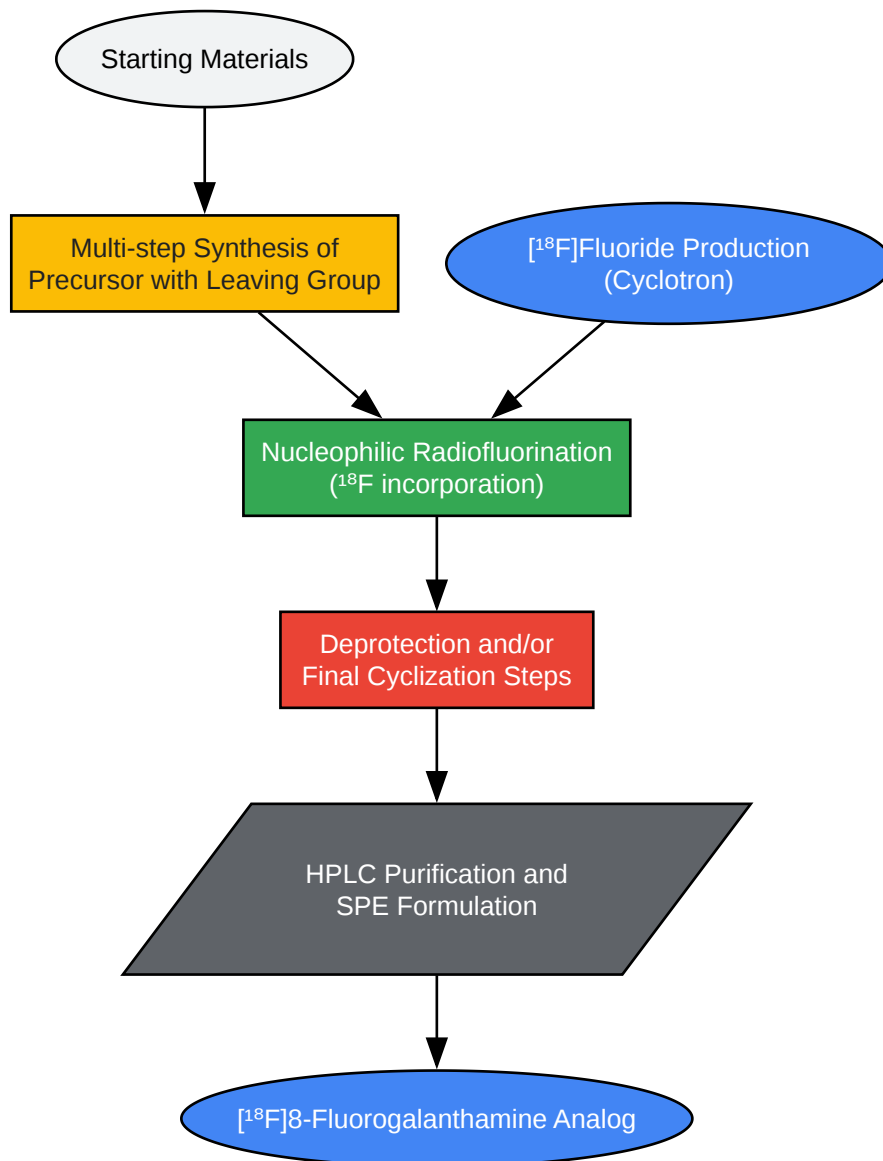 Starting Materials
Multi-step Synthesis of
Precursor with Leaving Group
[¹⁸F]Fluoride Production
(Cyclotron)
Nucleophilic Radiofluorination
(¹⁸F incorporation)
Deprotection and/or
Final Cyclization Steps
HPLC Purification and
SPE Formulation
[¹⁸F]8-Fluorogalanthamine Analog